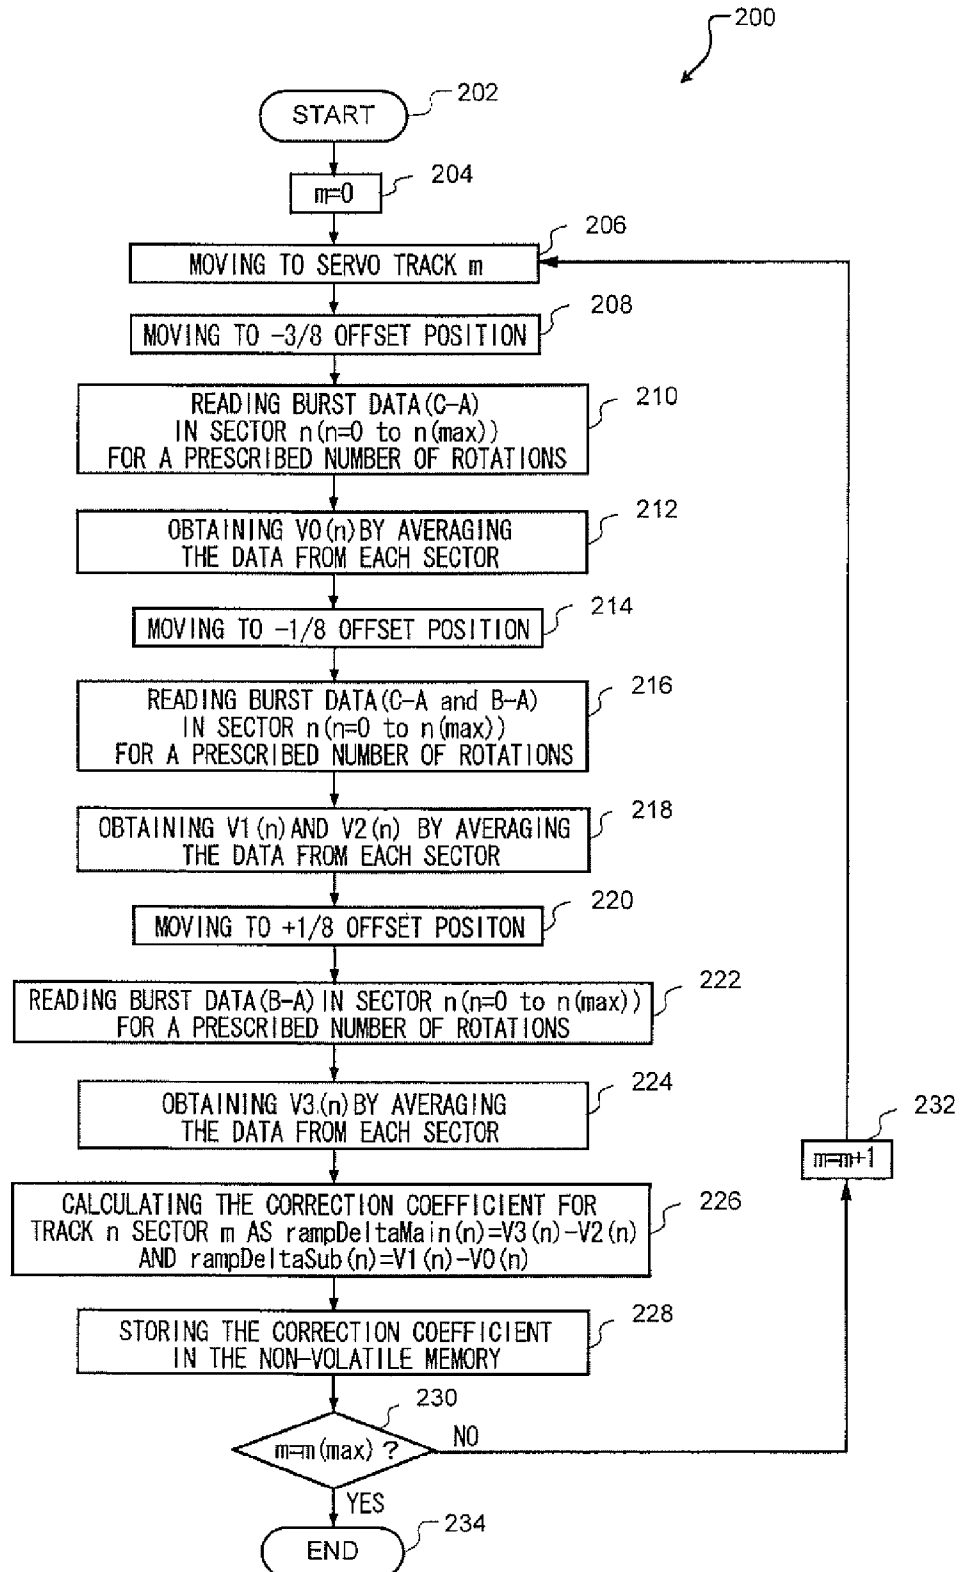 200
START
202
m=0
204
MOVING TO SERVO TRACK m
206
MOVING TO -3/8 OFFSET POSITION
208
READING BURST DATA(C-A)
IN SECTOR n(n=0 to n(max))
FOR A PRESCRIBED NUMBER OF ROTATIONS
210
OBTAINING V0(n)BY AVERAGING
THE DATA FROM EACH SECTOR
212
MOVING TO -1/8 OFFSET POSITION
214
READING BURST DATA(C-A and B-A)
IN SECTOR n(n=0 to n(max))
FOR A PRESCRIBED NUMBER OF ROTATIONS
216
OBTAINING V1(n)AND V2(n) BY AVERAGING
THE DATA FROM EACH SECTOR
218
MOVING TO +1/8 OFFSET POSITON
220
READING BURST DATA(B-A)IN SECTOR n(n=0 to n(max))
FOR A PRESCRIBED NUMBER OF ROTATIONS
222
OBTAINING V3.(n)BY AVERAGING
THE DATA FROM EACH SECTOR
224
CALCULATING THE CORRECTION COEFFICIENT FOR
TRACK n SECTOR m AS rampDeltaMain(n)=V3(n)-V2(n)
AND rampDeltaSub(n)=V1(n)-V0(n)
226
STORING THE CORRECTION COEFFICIENT
IN THE NON-VOLATILE MEMORY
228
m=m(max) ?
230
NO
YES
m=m+1
232
END
234